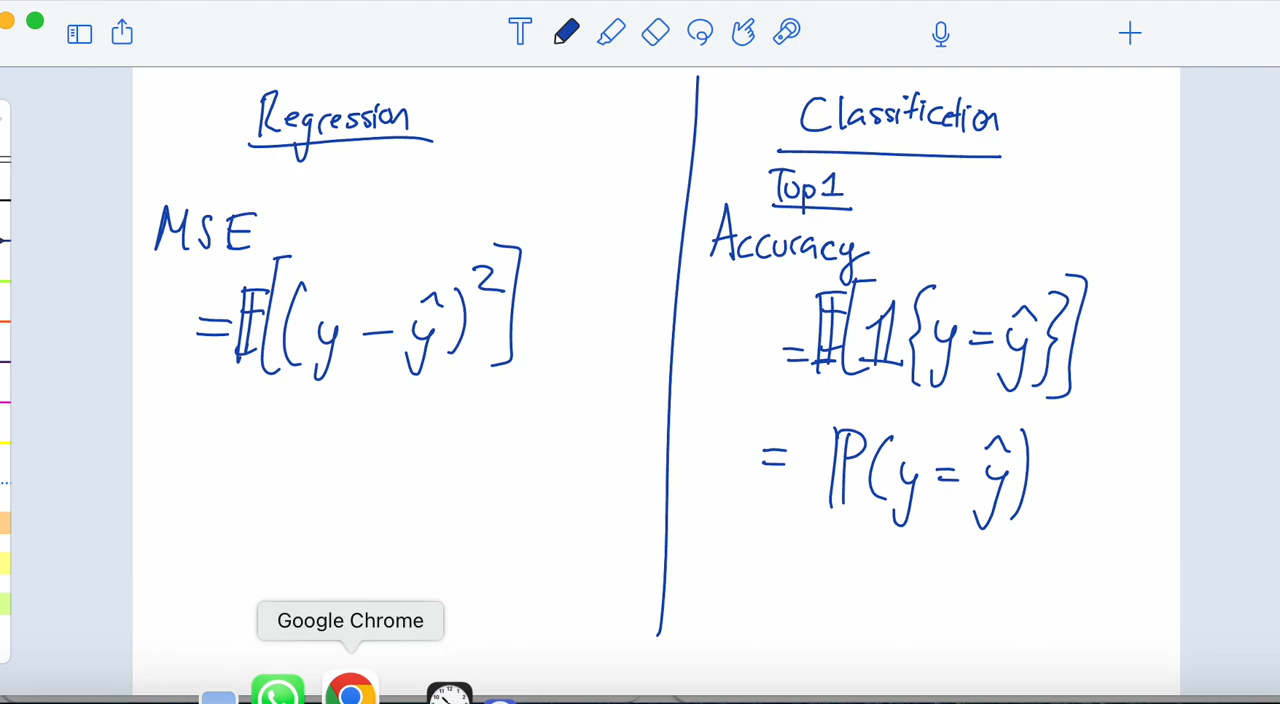 Regression
MSE
= 𝔼[(y − ŷ)²]
Classification
Top1
Accuracy
= 𝔼[𝟙{y = ŷ}]
= ℙ(y = ŷ)
Google Chrome